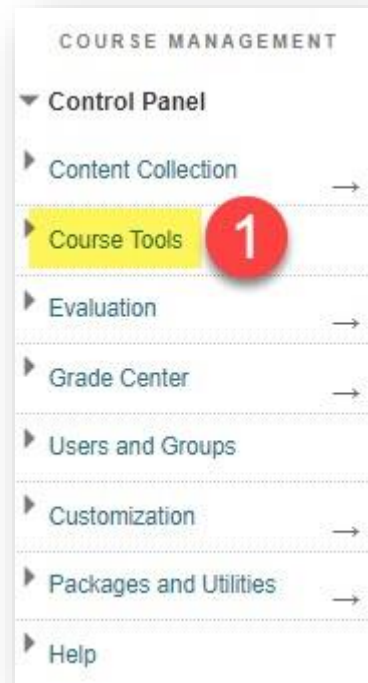 COURSE MANAGEMENT
Control Panel
Content Collection
Course Tools 1
Evaluation
Grade Center
Users and Groups
Customization
Packages and Utilities
Help